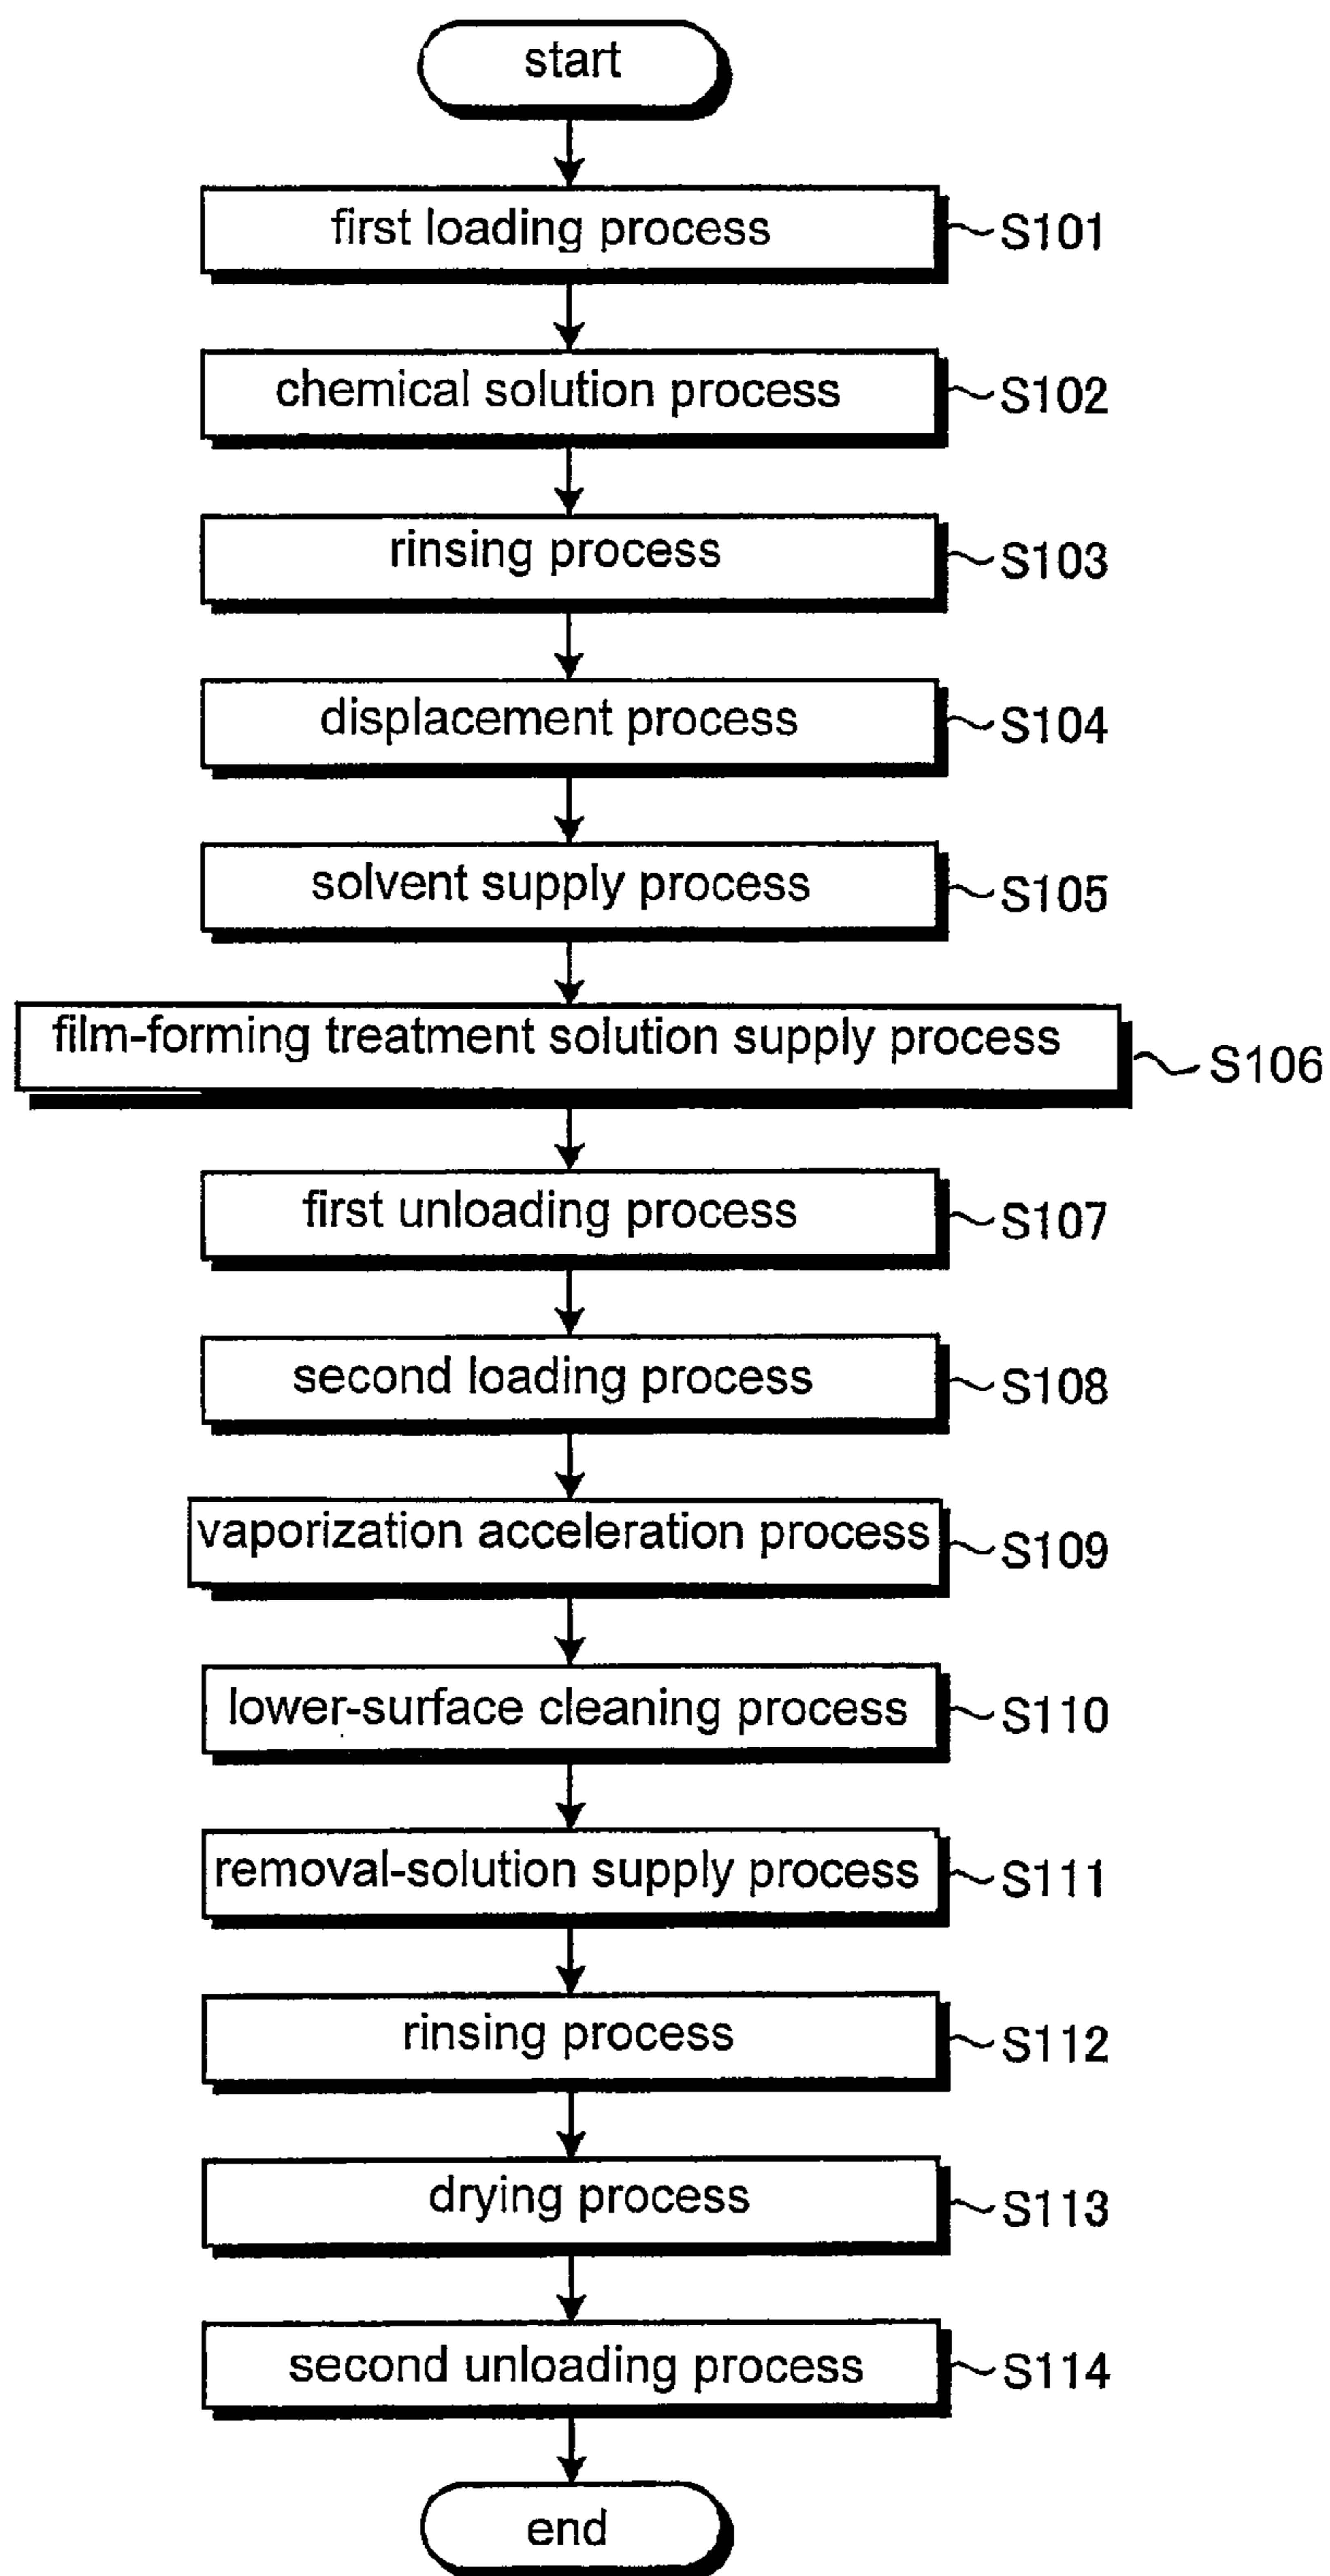 start
first loading process S101
chemical solution process S102
rinsing process S103
displacement process S104
solvent supply process S105
film-forming treatment solution supply process S106
first unloading process S107
second loading process S108
vaporization acceleration process S109
lower-surface cleaning process S110
removal-solution supply process S111
rinsing process S112
drying process S113
second unloading process S114
end